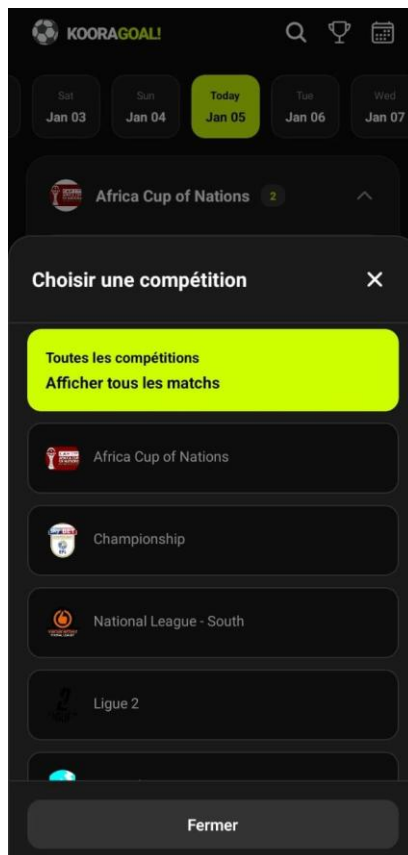 KOORAGOAL!
Sat
Jan 03
Sun
Jan 04
Today
Jan 05
Tue
Jan 06
Wed
Jan 07
Africa Cup of Nations 2
Choisir une compétition
Toutes les compétitions
Afficher tous les matchs
Africa Cup of Nations
Championship
National League - South
Ligue 2
Fermer